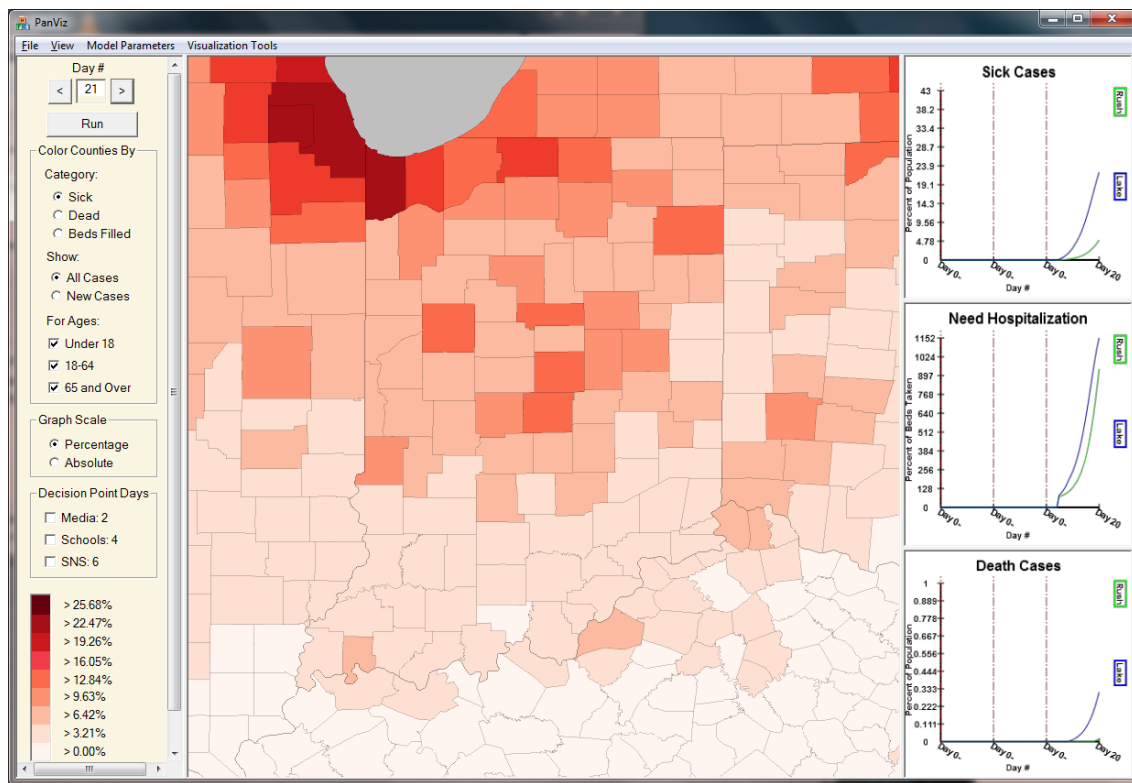 PanViz
File View Model Parameters Visualization Tools
Day #
< 21 >
Run
Color Counties By
Category:
Sick
Dead
Beds Filled
Show:
All Cases
New Cases
For Ages:
Under 18
18-64
65 and Over
Graph Scale
Percentage
Absolute
Decision Point Days
Media: 2
Schools: 4
SNS: 6
> 25.68%
> 22.47%
> 19.26%
> 16.05%
> 12.84%
> 9.63%
> 6.42%
> 3.21%
> 0.00%
Sick Cases
Percent of Population
43
38.2
33.4
28.7
23.9
19.1
14.3
9.56
4.78
0
Day 0- Day 0- Day 0- Day 20
Day #
Rush
Lake
Need Hospitalization
Percent of Beds Taken
1152
1024
897
768
640
512
384
256
128
0
Day 0- Day 0- Day 0- Day 20
Day #
Rush
Lake
Death Cases
Percent of Population
1
0.889
0.778
0.667
0.556
0.444
0.333
0.222
0.111
0
Day 0- Day 0- Day 0- Day 20
Day #
Rush
Lake